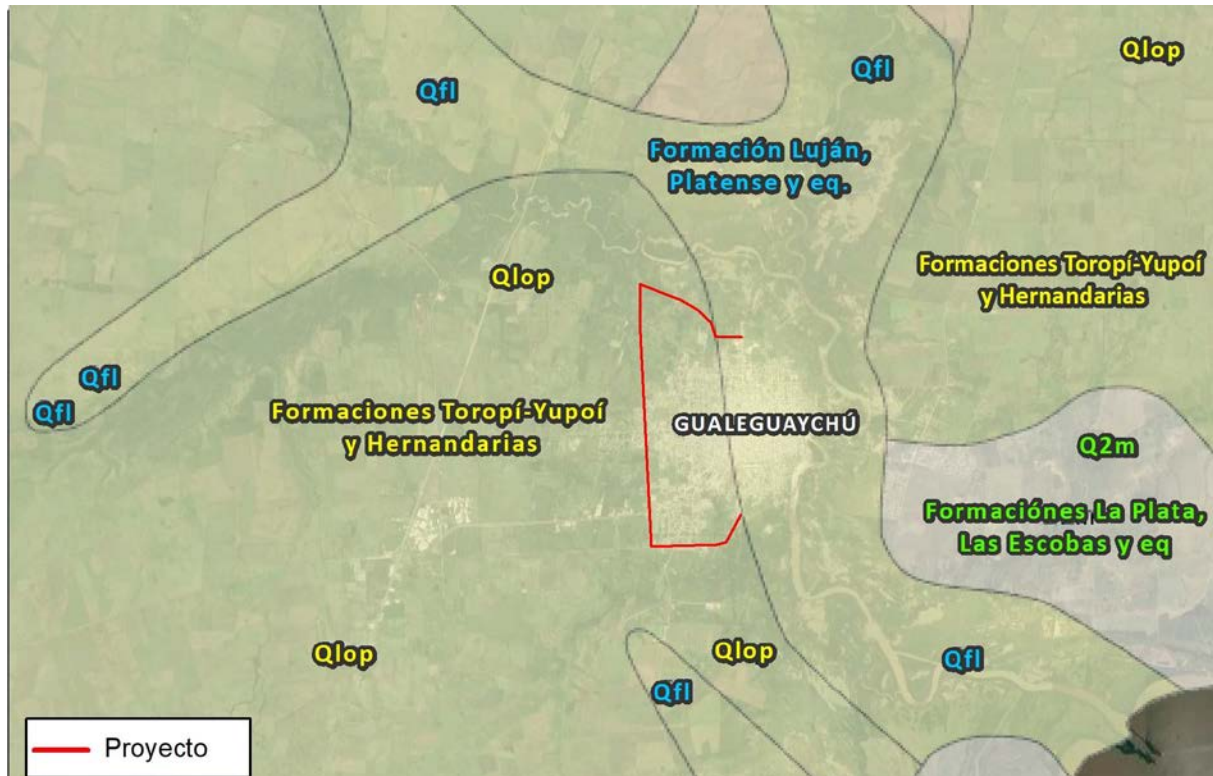 Qlop
Qfl
Qfl
Formación Luján,
Platense y eq.
Formaciones Toropí-Yupoí
y Hernandarias
Qlop
Qfl
Qfl
Formaciones Toropí-Yupoí
y Hernandarias
GUALEGUAYCHÚ
Q2m
Formaciónes La Plata,
Las Escobas y eq
Qlop
Qlop
Qfl
Qfl
Proyecto